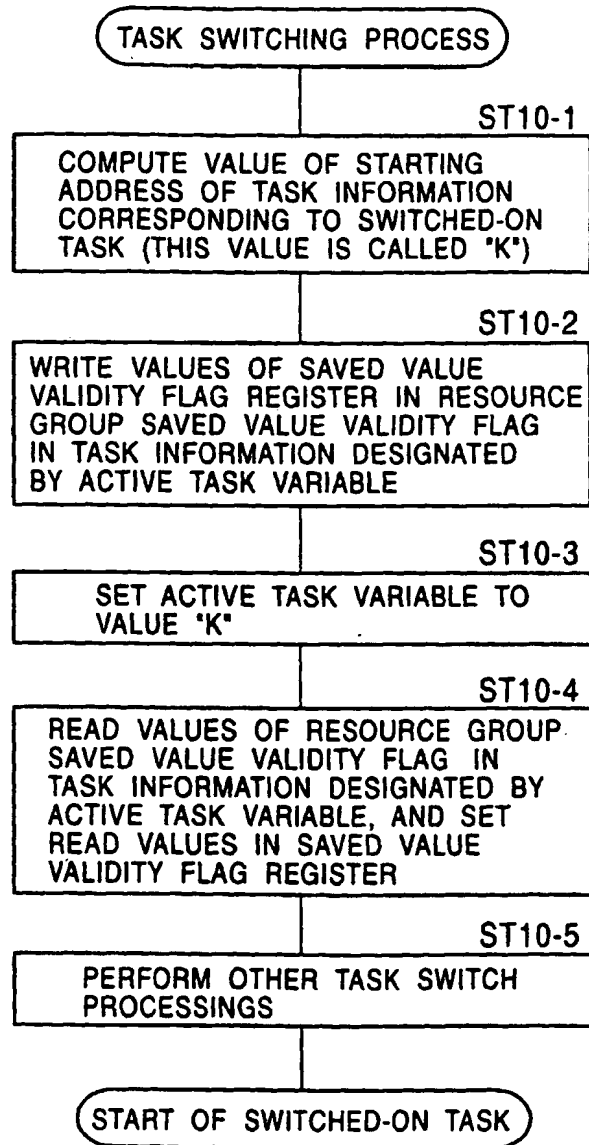 TASK SWITCHING PROCESS
ST10-1
COMPUTE VALUE OF STARTING
ADDRESS OF TASK INFORMATION
CORRESPONDING TO SWITCHED-ON
TASK (THIS VALUE IS CALLED "K")
ST10-2
WRITE VALUES OF SAVED VALUE
VALIDITY FLAG REGISTER IN RESOURCE
GROUP SAVED VALUE VALIDITY FLAG
IN TASK INFORMATION DESIGNATED
BY ACTIVE TASK VARIABLE
ST10-3
SET ACTIVE TASK VARIABLE TO
VALUE "K"
ST10-4
READ VALUES OF RESOURCE GROUP
SAVED VALUE VALIDITY FLAG IN
TASK INFORMATION DESIGNATED BY
ACTIVE TASK VARIABLE, AND SET
READ VALUES IN SAVED VALUE
VALIDITY FLAG REGISTER
ST10-5
PERFORM OTHER TASK SWITCH
PROCESSINGS
START OF SWITCHED-ON TASK